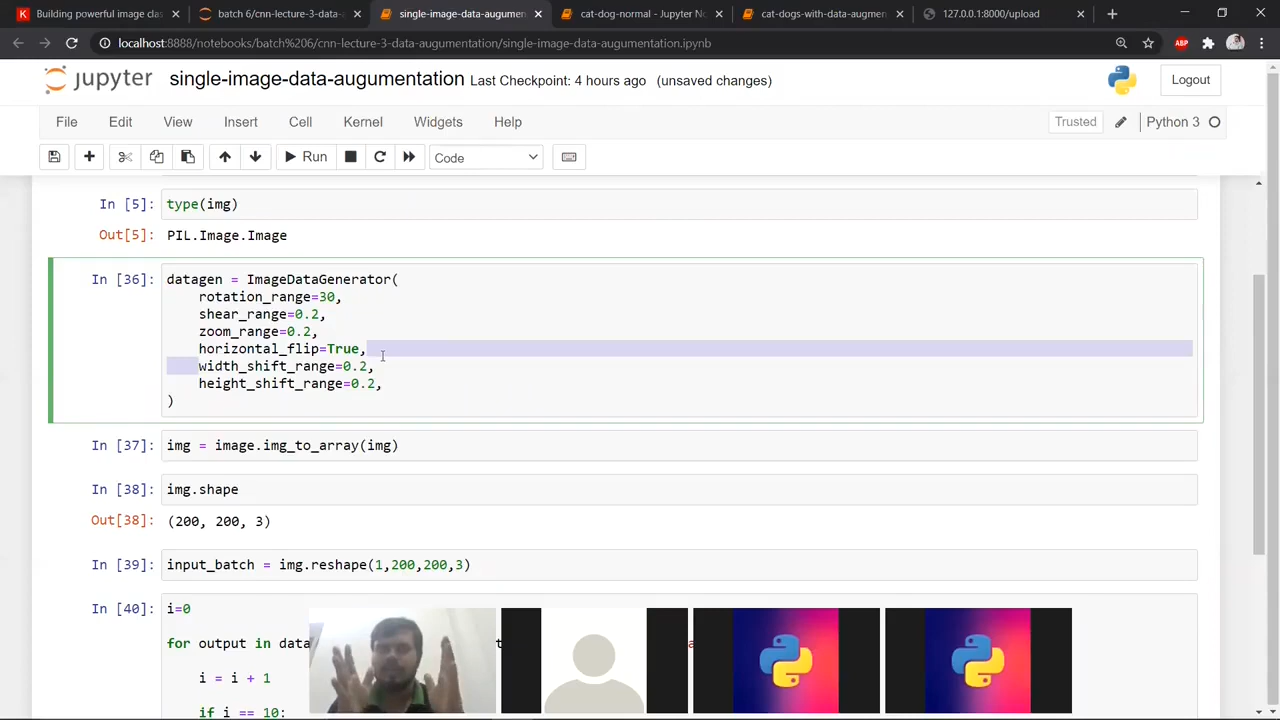 Building powerful image clas
batch 6/cnn-lecture-3-data-
single-image-data-augumen
cat-dog-normal - Jupyter No
cat-dogs-with-data-augmen
127.0.0.1:8000/upload
localhost:8888/notebooks/batch%206/cnn-lecture-3-data-augumentation/single-image-data-augumentation.ipynb
ABP
jupyter single-image-data-augumentation Last Checkpoint: 4 hours ago (unsaved changes)
Logout
File Edit View Insert Cell Kernel Widgets Help
Trusted Python 3
Run Code
In [5]: type(img)
Out[5]: PIL.Image.Image
In [36]: datagen = ImageDataGenerator(
rotation_range=30,
shear_range=0.2,
zoom_range=0.2,
horizontal_flip=True,
width_shift_range=0.2,
height_shift_range=0.2,
)
In [37]: img = image.img_to_array(img)
In [38]: img.shape
Out[38]: (200, 200, 3)
In [39]: input_batch = img.reshape(1,200,200,3)
In [40]: i=0
for output in data
i = i + 1
if i == 10: